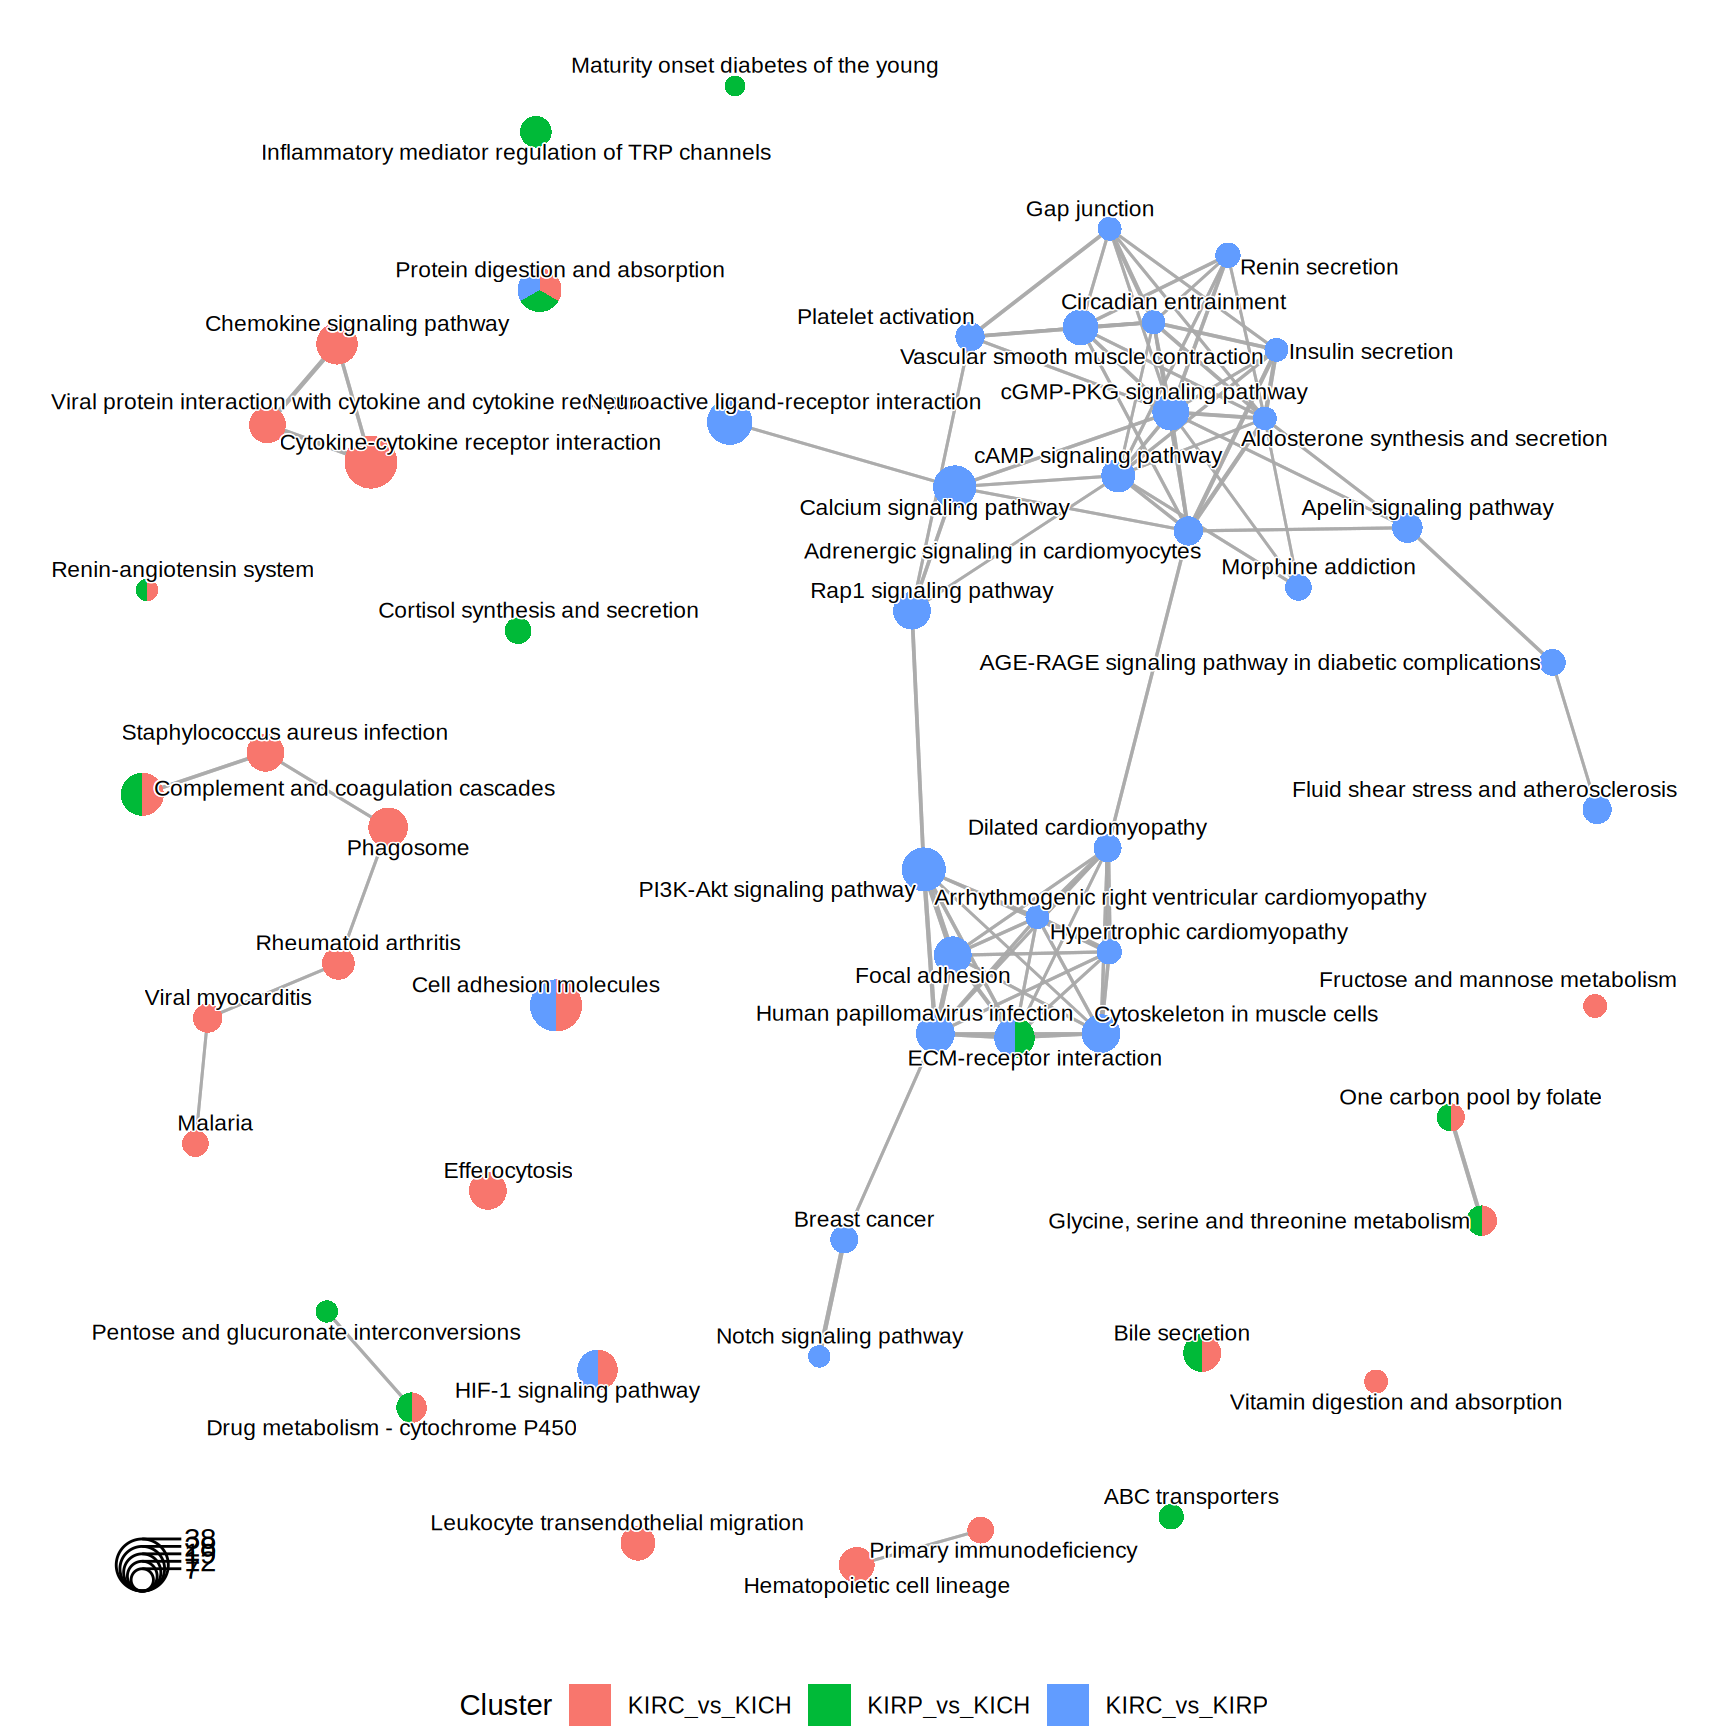 Maturity onset diabetes of the young
Inflammatory mediator regulation of TRP channels
Gap junction
Renin secretion
Protein digestion and absorption
Circadian entrainment
Platelet activation
Chemokine signaling pathway
Insulin secretion
Vascular smooth muscle contraction
cGMP-PKG signaling pathway
Viral protein interaction with cytokine and cytokine
Neuroactive ligand-receptor interaction
Aldosterone synthesis and secretion
Cytokine-cytokine receptor interaction
cAMP signaling pathway
Calcium signaling pathway
Apelin signaling pathway
Adrenergic signaling in cardiomyocytes
Morphine addiction
Renin-angiotensin system
Rap1 signaling pathway
Cortisol synthesis and secretion
AGE-RAGE signaling pathway in diabetic complications
Staphylococcus aureus infection
Complement and coagulation cascades
Fluid shear stress and atherosclerosis
Dilated cardiomyopathy
Phagosome
PI3K-Akt signaling pathway
Arrhythmogenic right ventricular cardiomyopathy
Hypertrophic cardiomyopathy
Rheumatoid arthritis
Focal adhesion
Fructose and mannose metabolism
Cell adhesion molecules
Viral myocarditis
Human papillomavirus infection
Cytoskeleton in muscle cells
ECM-receptor interaction
One carbon pool by folate
Malaria
Efferocytosis
Breast cancer
Glycine, serine and threonine metabolism
Pentose and glucuronate interconversions
Notch signaling pathway
Bile secretion
HIF-1 signaling pathway
Vitamin digestion and absorption
Drug metabolism - cytochrome P450
ABC transporters
Leukocyte transendothelial migration
Primary immunodeficiency
Hematopoietic cell lineage
38
12
7
Cluster KIRC_vs_KICH KIRP_vs_KICH KIRC_vs_KIRP